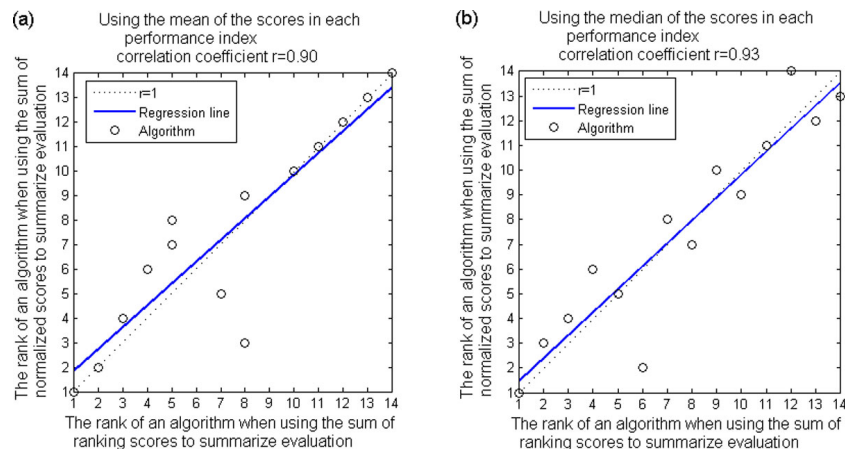 (a)
Using the mean of the scores in each
performance index
correlation coefficient r=0.90
The rank of an algorithm when using the sum of
normalized scores to summarize evaluation
14
13
12
11
10
9
8
7
6
5
4
3
2
1
r=1
Regression line
Algorithm
1 2 3 4 5 6 7 8 9 10 11 12 13 14
The rank of an algorithm when using the sum of
ranking scores to summarize evaluation
(b)
Using the median of the scores in each
performance index
correlation coefficient r=0.93
The rank of an algorithm when using the sum of
normalized scores to summarize evaluation
14
13
12
11
10
9
8
7
6
5
4
3
2
1
r=1
Regression line
Algorithm
1 2 3 4 5 6 7 8 9 10 11 12 13 14
The rank of an algorithm when using the sum of
ranking scores to summarize evaluation